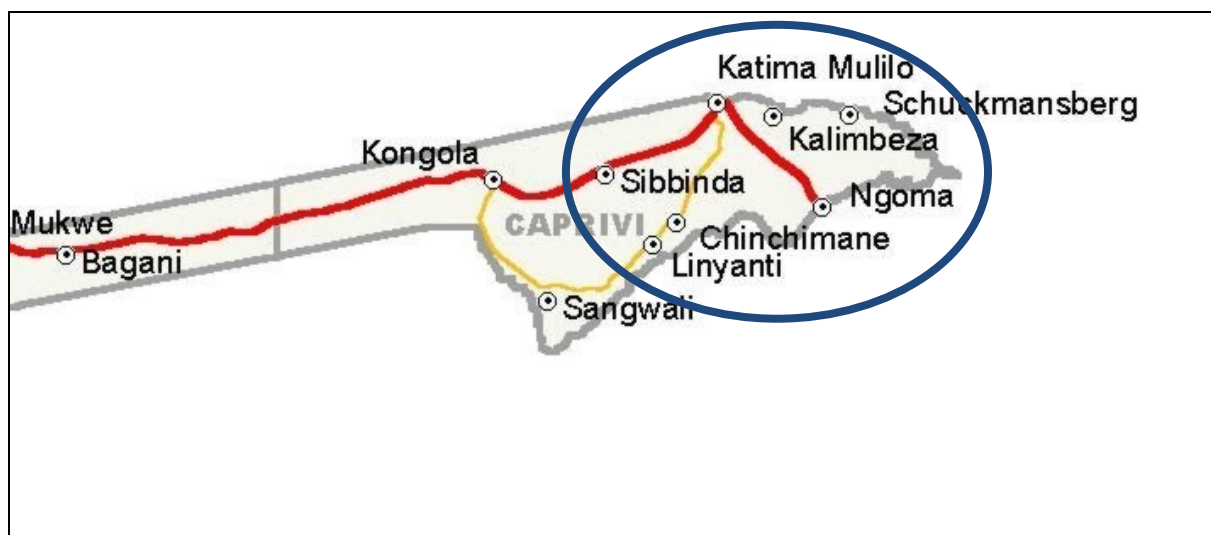 Katima Mulilo
Schuckmansberg
Kalimbeza
Kongola
Sibbinda
Ngoma
CAPRIVI
Mukwe
Chinchimane
Bagani
Linyanti
Sangwali